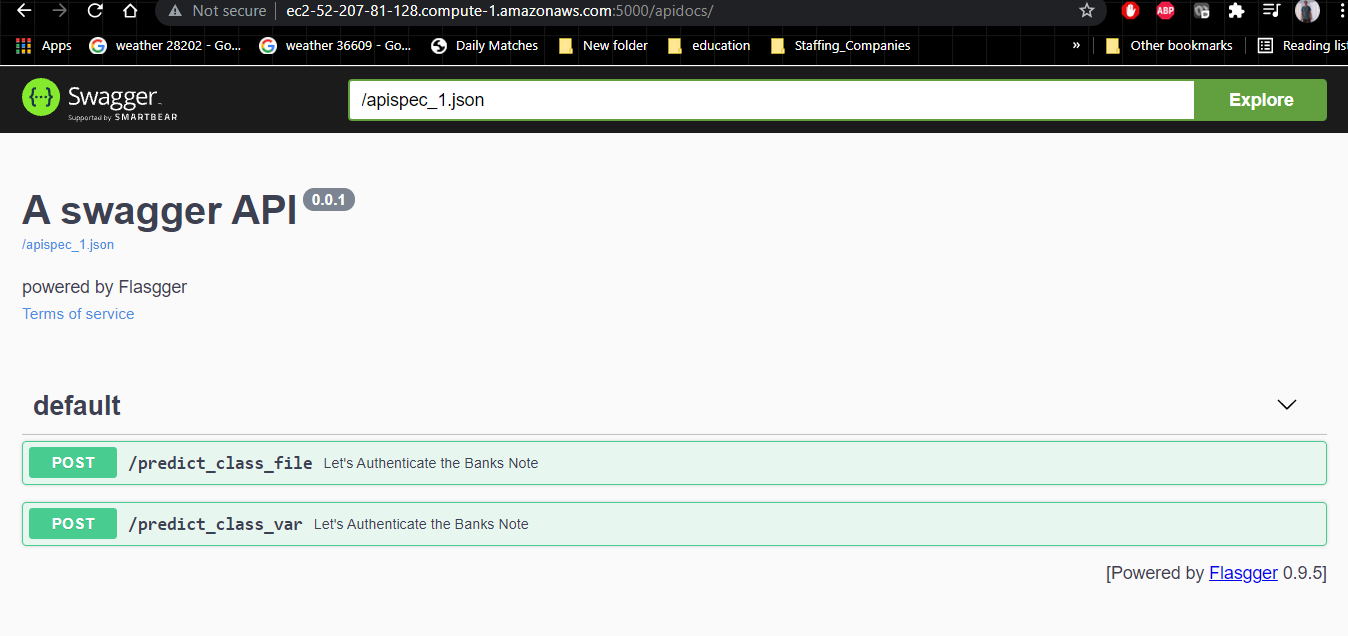 Not secure | ec2-52-207-81-128.compute-1.amazonaws.com:5000/apidocs/ ABP
Apps weather 28202 - Go... weather 36609 - Go... Daily Matches New folder education Staffing_Companies » Other bookmarks Reading list
{···} Swagger
Supported by SMARTBEAR
/apispec_1.json Explore
A swagger API 0.0.1
/apispec_1.json
powered by Flasgger
Terms of service
default
POST /predict_class_file Let's Authenticate the Banks Note
POST /predict_class_var Let's Authenticate the Banks Note
[Powered by Flasgger 0.9.5]